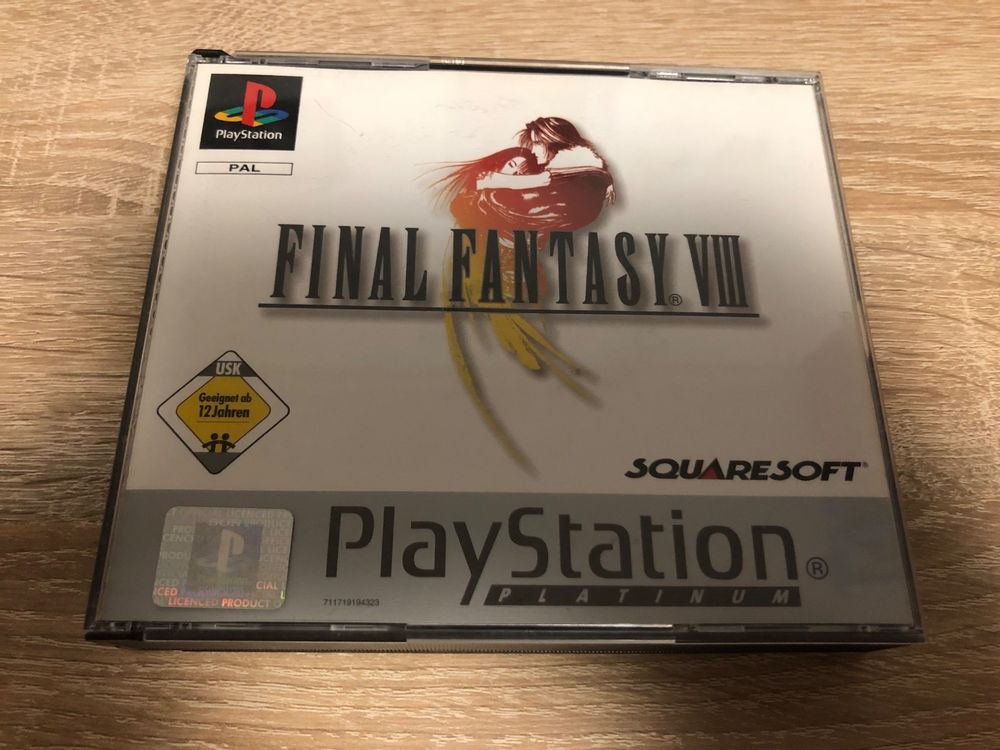 PlayStation
PAL
FINAL FANTASY® VIII
USK
Geeignet ab
12 Jahren
SQUARESOFT®
PlayStation®
PLATINUM
711719194323
LICENCED PRODUCT